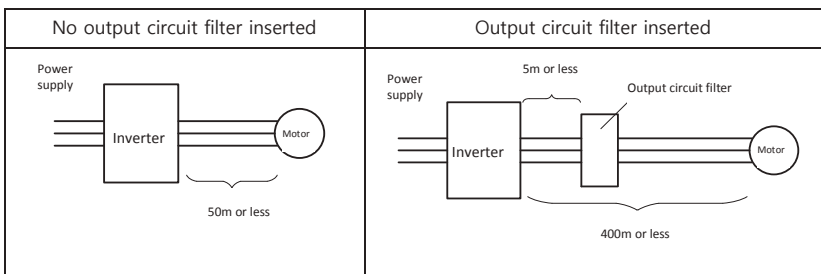 No output circuit filter inserted
Output circuit filter inserted
Power
supply
Inverter
Motor
50m or less
Power
supply
5m or less
Output circuit filter
Inverter
Motor
400m or less